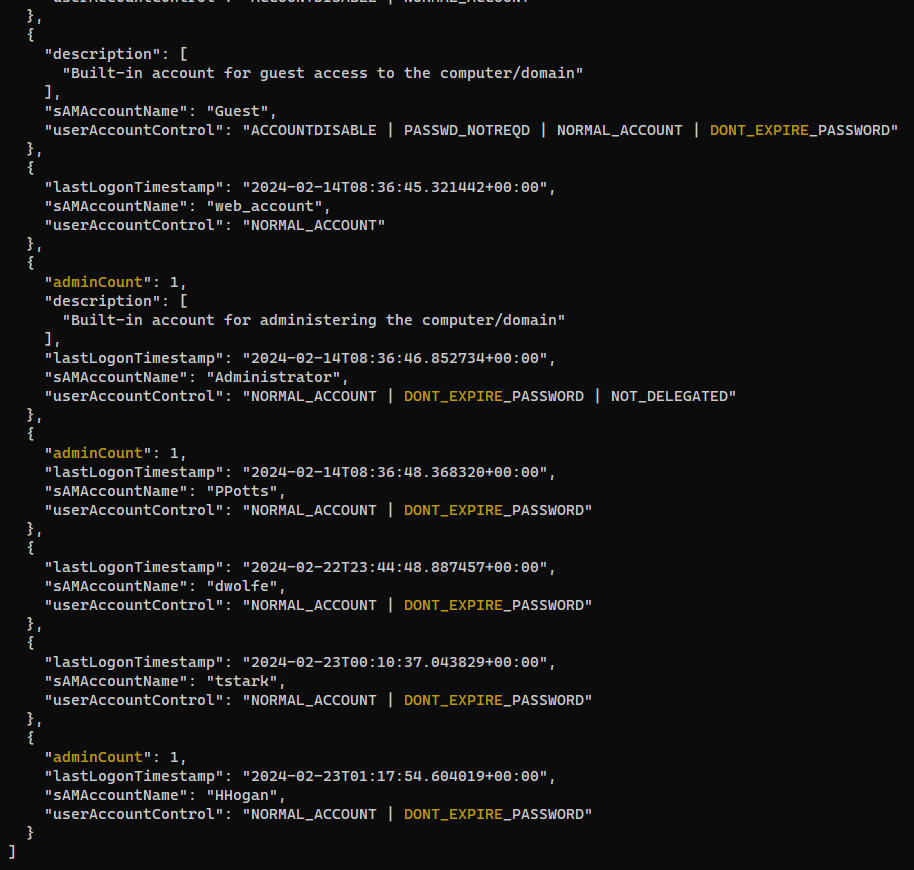 "userAccountControl": "ACCOUNTDISABLE | NORMAL_ACCOUNT"
},
{
"description": [
"Built-in account for guest access to the computer/domain"
],
"sAMAccountName": "Guest",
"userAccountControl": "ACCOUNTDISABLE | PASSWD_NOTREQD | NORMAL_ACCOUNT | DONT_EXPIRE_PASSWORD"
},
{
"lastLogonTimestamp": "2024-02-14T08:36:45.321442+00:00",
"sAMAccountName": "web_account",
"userAccountControl": "NORMAL_ACCOUNT"
},
{
"adminCount": 1,
"description": [
"Built-in account for administering the computer/domain"
],
"lastLogonTimestamp": "2024-02-14T08:36:46.852734+00:00",
"sAMAccountName": "Administrator",
"userAccountControl": "NORMAL_ACCOUNT | DONT_EXPIRE_PASSWORD | NOT_DELEGATED"
},
{
"adminCount": 1,
"lastLogonTimestamp": "2024-02-14T08:36:48.368320+00:00",
"sAMAccountName": "PPotts",
"userAccountControl": "NORMAL_ACCOUNT | DONT_EXPIRE_PASSWORD"
},
{
"lastLogonTimestamp": "2024-02-22T23:44:48.887457+00:00",
"sAMAccountName": "dwolfe",
"userAccountControl": "NORMAL_ACCOUNT | DONT_EXPIRE_PASSWORD"
},
{
"lastLogonTimestamp": "2024-02-23T00:10:37.043829+00:00",
"sAMAccountName": "tstark",
"userAccountControl": "NORMAL_ACCOUNT | DONT_EXPIRE_PASSWORD"
},
{
"adminCount": 1,
"lastLogonTimestamp": "2024-02-23T01:17:54.604019+00:00",
"sAMAccountName": "HHogan",
"userAccountControl": "NORMAL_ACCOUNT | DONT_EXPIRE_PASSWORD"
}
]